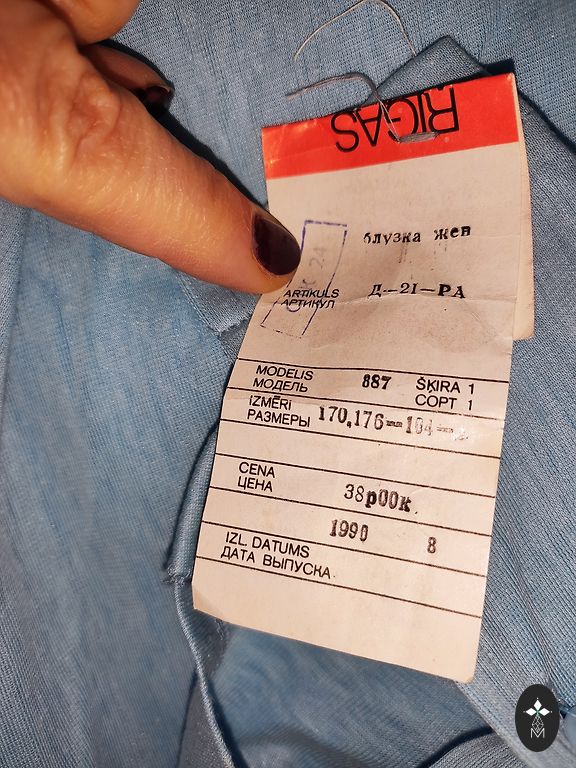 RIGAS
блузка жен
ARTIKULS Д-21-РА
АРТИКУЛ
MODELIS 887 ŠĶIRA 1
МОДЕЛЬ СОРТ 1
IZMĒRI
РАЗМЕРЫ 170,176-104-
CENA
ЦЕНА 38р00к.
1990 8
IZL. DATUMS
ДАТА ВЫПУСКА
M